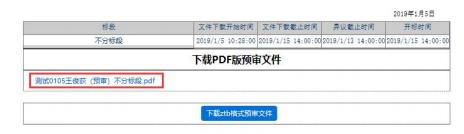 2019年1月5日
标段 文件下载开始时间 文件下载截止时间 异议截止时间 开标时间
不分标段 2019/1/5 10:28:00 2019/1/15 14:00:00 2019/1/13 14:00:00 2019/1/15 14:00:00
下载PDF版预审文件
测试0105王俊荻（预审）不分标段.pdf
下载ztb格式预审文件